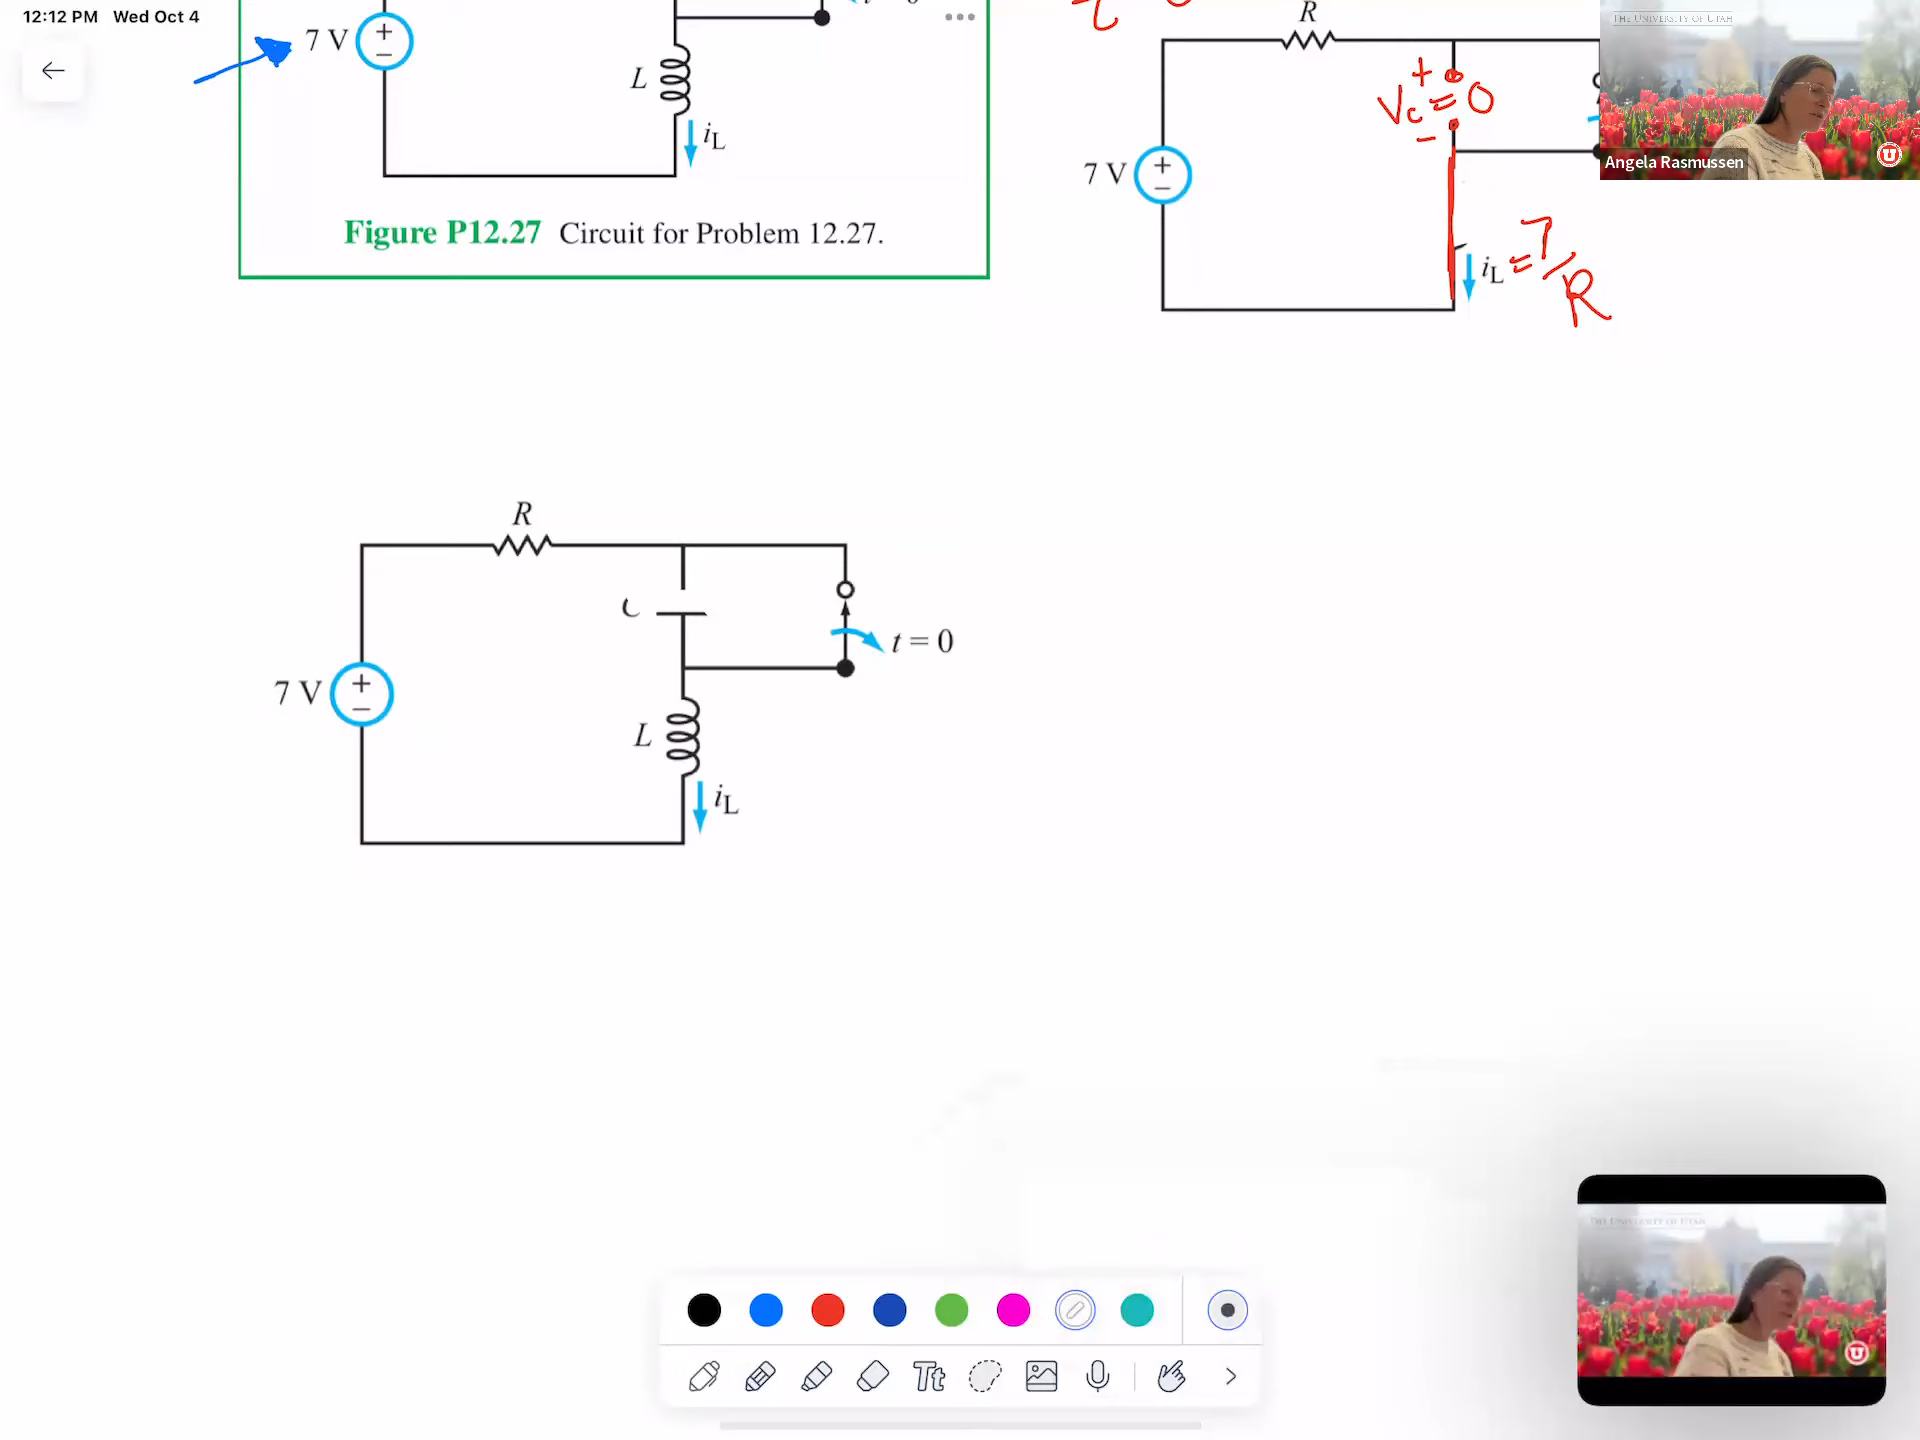 12:12 PM Wed Oct 4
7 V
+
−
L
iL
Figure P12.27 Circuit for Problem 12.27.
R
+
Vc = 0
−
7 V
+
−
iL = 7/R
THE UNIVERSITY OF UTAH
Angela Rasmussen
U
R
C
t = 0
7 V
+
−
L
iL
Tt
THE UNIVERSITY OF UTAH
U